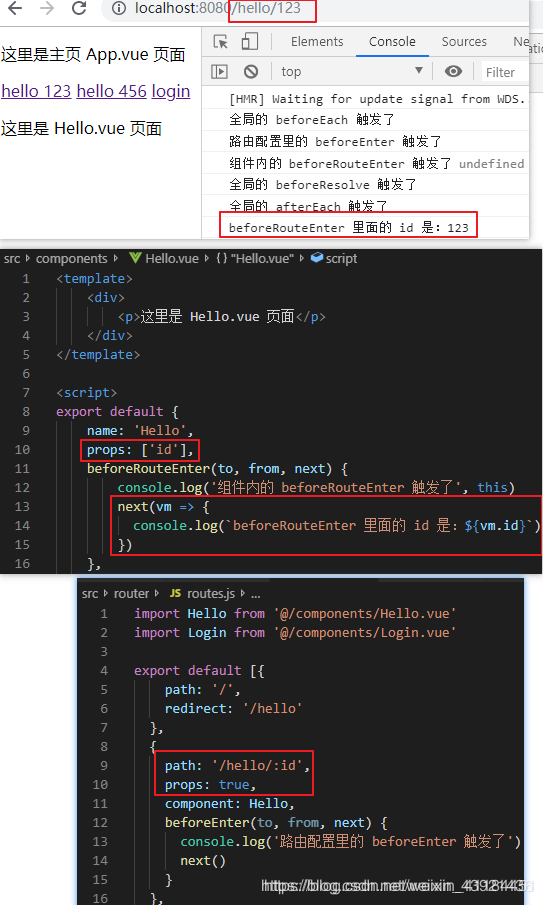 localhost:8080/hello/123
这里是主页 App.vue 页面
hello 123 hello 456 login
这里是 Hello.vue 页面
Elements Console Sources Ne
top Filter
[HMR] Waiting for update signal from WDS.
全局的 beforeEach 触发了
路由配置里的 beforeEnter 触发了
组件内的 beforeRouteEnter 触发了 undefined
全局的 beforeResolve 触发了
全局的 afterEach 触发了
beforeRouteEnter 里面的 id 是：123
src > components > Hello.vue > {} "Hello.vue" > script
1 <template>
2 <div>
3 <p>这里是 Hello.vue 页面</p>
4 </div>
5 </template>
6
7 <script>
8 export default {
9 name: 'Hello',
10 props: ['id'],
11 beforeRouteEnter(to, from, next) {
12 console.log('组件内的 beforeRouteEnter 触发了', this)
13 next(vm => {
14 console.log(`beforeRouteEnter 里面的 id 是：${vm.id}`)
15 })
16 },
src > router > JS routes.js > ...
1 import Hello from '@/components/Hello.vue'
2 import Login from '@/components/Login.vue'
3
4 export default [{
5 path: '/',
6 redirect: '/hello'
7 },
8 {
9 path: '/hello/:id',
10 props: true,
11 component: Hello,
12 beforeEnter(to, from, next) {
13 console.log('路由配置里的 beforeEnter 触发了')
14 next()
15 }
16 },